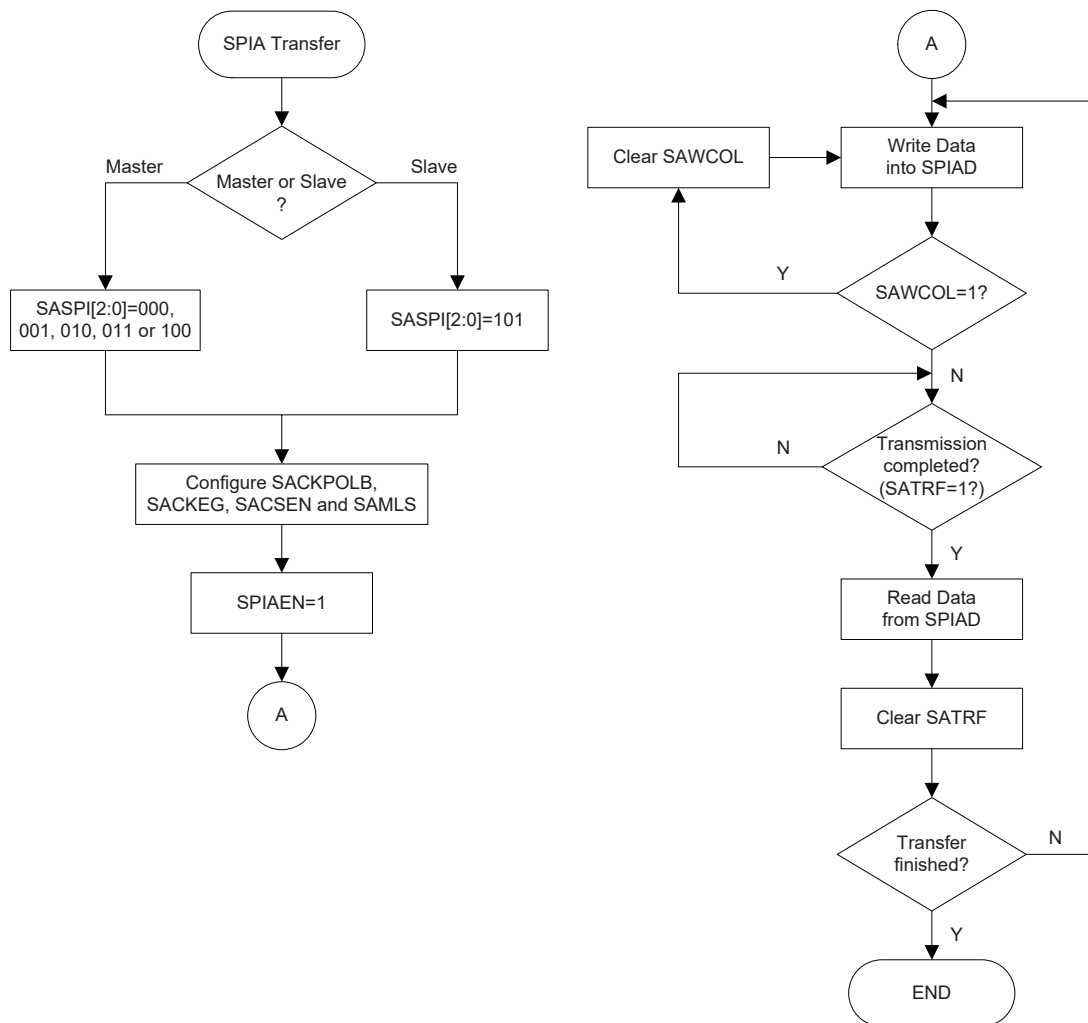 SPIA Transfer
Master
Slave
Master or Slave
?
SASPI[2:0]=000,
001, 010, 011 or 100
SASPI[2:0]=101
Configure SACKPOLB,
SACKEG, SACSEN and SAMLS
SPIAEN=1
A
A
Clear SAWCOL
Write Data
into SPIAD
Y
SAWCOL=1?
N
N
Transmission
completed?
(SATRF=1?)
Y
Read Data
from SPIAD
Clear SATRF
Transfer
finished?
N
Y
END